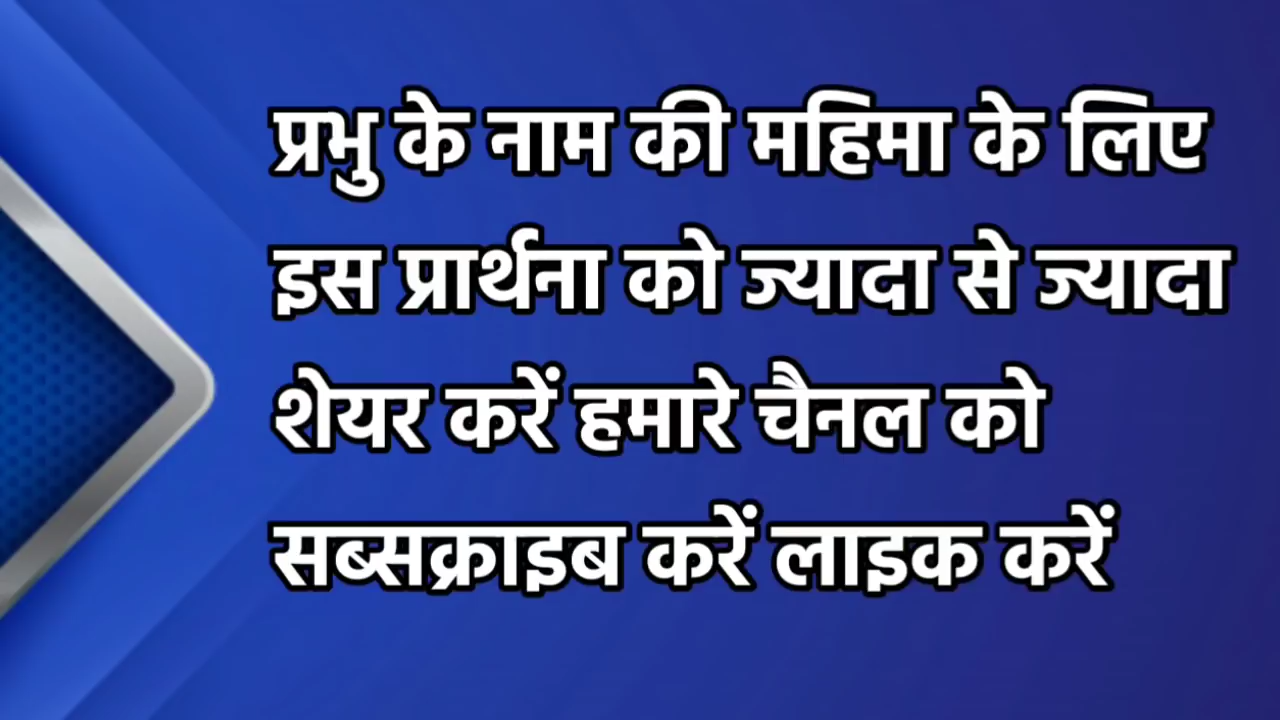 प्रभु के नाम की महिमा के लिए
इस प्रार्थना को ज्यादा से ज्यादा
शेयर करें हमारे चैनल को
सब्सक्राइब करें लाइक करें